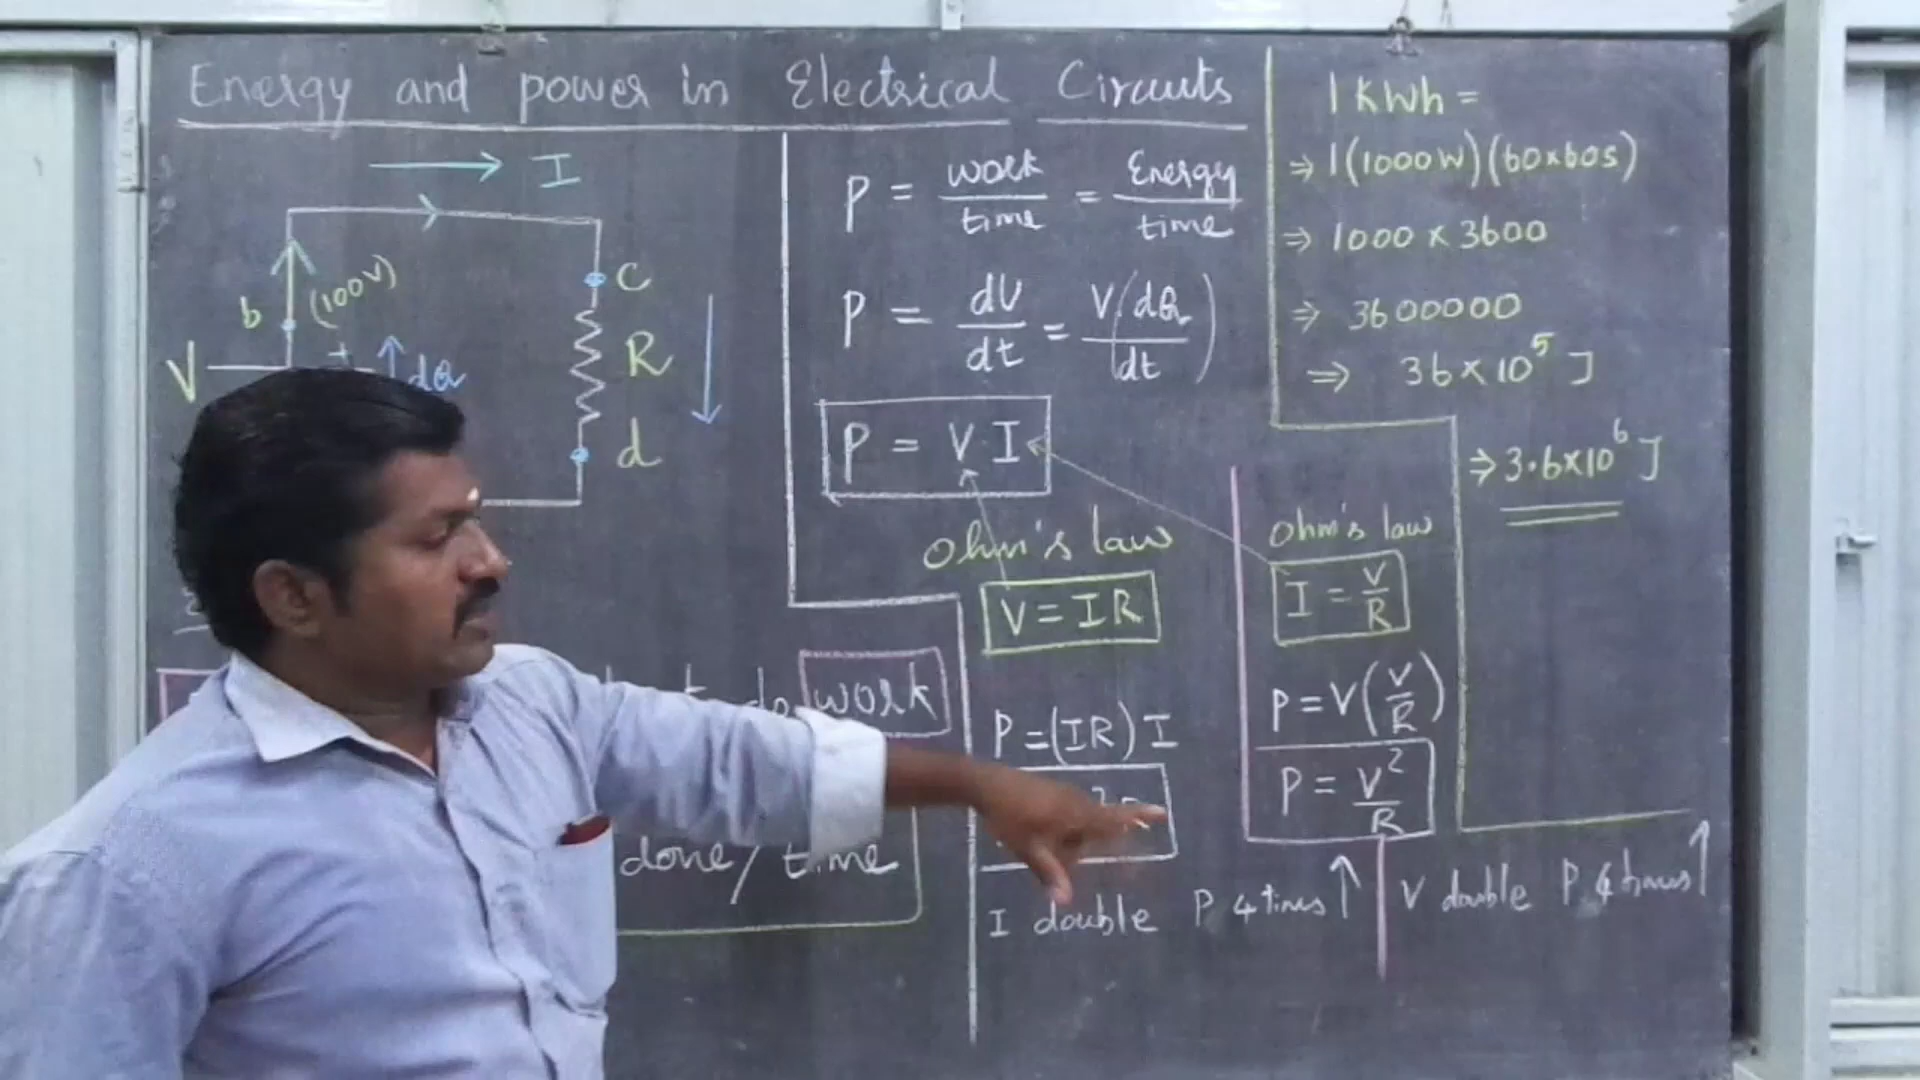 Energy and power in Electrical Circuits
I
b
(100V)
V
+
dQ
C
R
d
P = work/time = Energy/time
P = dU/dt = V(dQ)/dt
P = V I
Ohm's law
V = IR
P = (IR) I
I double P 4 times ↑
Ohm's law
I = V/R
P = V(V/R)
P = V²/R
V double P 4 times ↑
work
done / time
1 KWh =
⇒ 1(1000W)(60×60s)
⇒ 1000 × 3600
⇒ 3600000
⇒ 36 × 10⁵ J
⇒ 3.6×10⁶ J